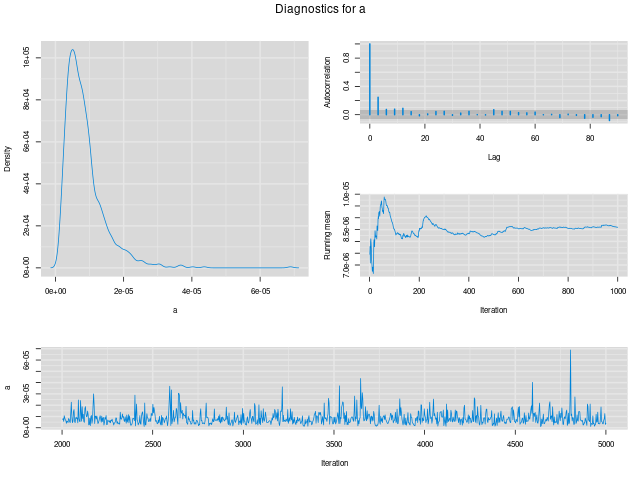 Diagnostics for a
Density
0e+00 2e+04 4e+04 6e+04 8e+04 1e+05
0e+00 2e-05 4e-05 6e-05
a
Autocorrelation
0.0 0.4 0.8
0 20 40 60 80
Lag
Running mean
7.0e-06 8.5e-06 1.0e-05
0 200 400 600 800 1000
Iteration
a
0e+00 3e-05 6e-05
2000 2500 3000 3500 4000 4500 5000
Iteration